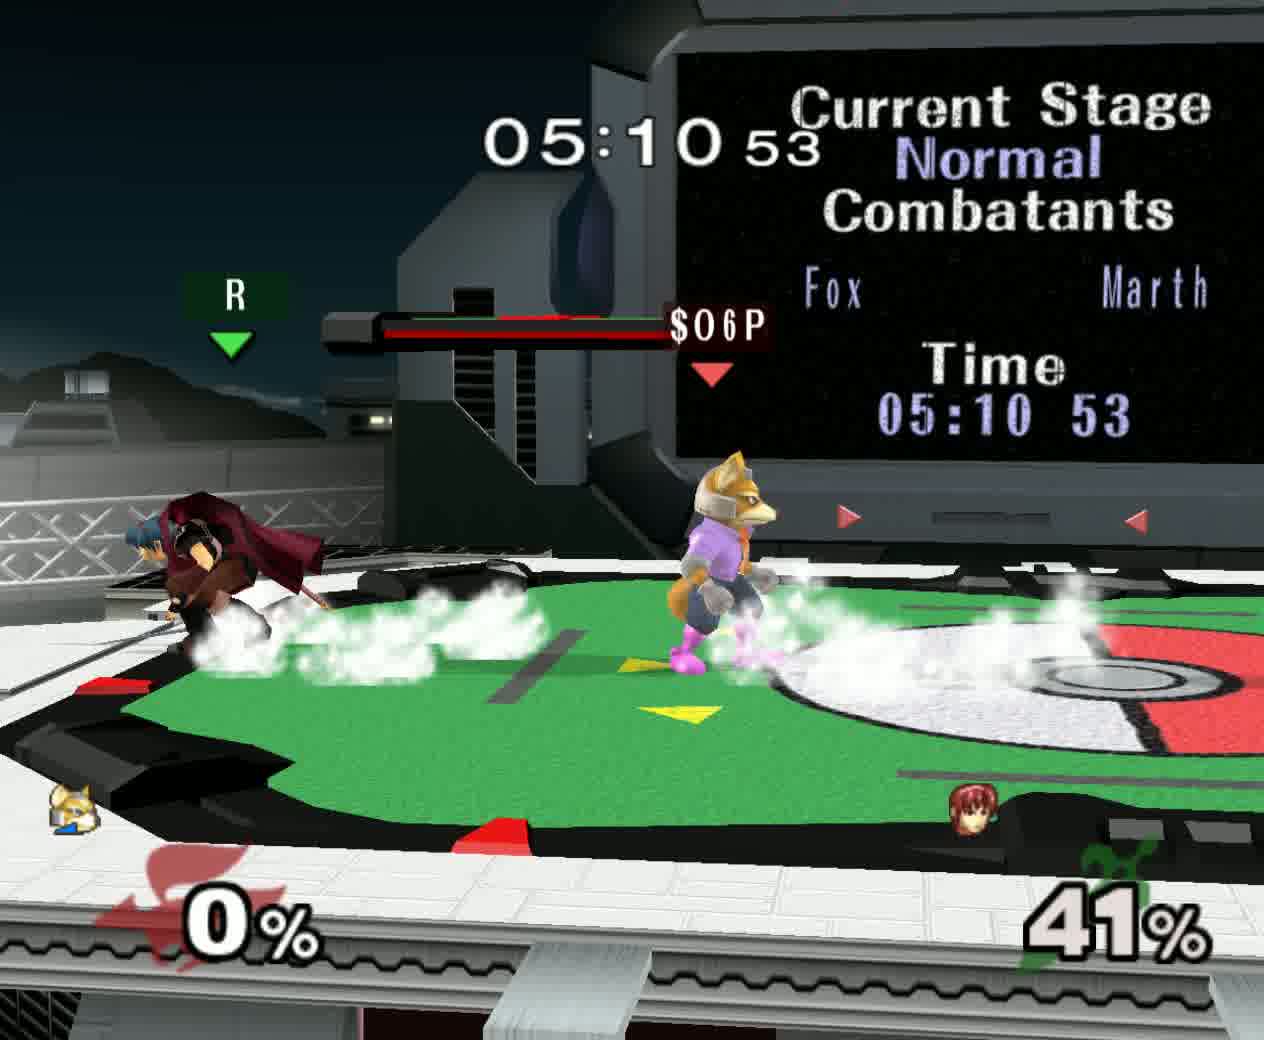 Current Stage
05:10 53
Normal
Combatants
R
Fox Marth
$06P
Time
05:10 53
0%
41%